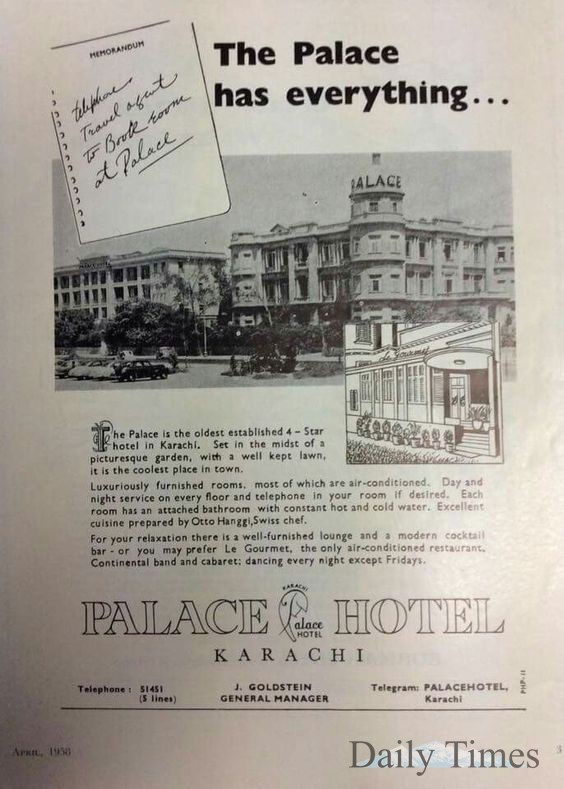 MEMORANDUM
telephone
Travel agent
to Book room
at Palace
The Palace
has everything...
PALACE
Le Gourmet
The Palace is the oldest established 4 – Star
hotel in Karachi. Set in the midst of a
picturesque garden, with a well kept lawn,
it is the coolest place in town.
Luxuriously furnished rooms, most of which are air-conditioned. Day and
night service on every floor and telephone in your room if desired. Each
room has an attached bathroom with constant hot and cold water. Excellent
cuisine prepared by Otto Hanggi,Swiss chef.
For your relaxation there is a well-furnished lounge and a modern cocktail
bar - or you may prefer Le Gourmet, the only air-conditioned restaurant.
Continental band and cabaret; dancing every night except Fridays.
PALACE HOTEL
KARACHI
Palace
HOTEL
KARACHI
Telephone : 51451
(5 lines)
J. GOLDSTEIN
GENERAL MANAGER
Telegram: PALACEHOTEL,
Karachi
PHP-11
APRIL, 1958
3
Daily Times